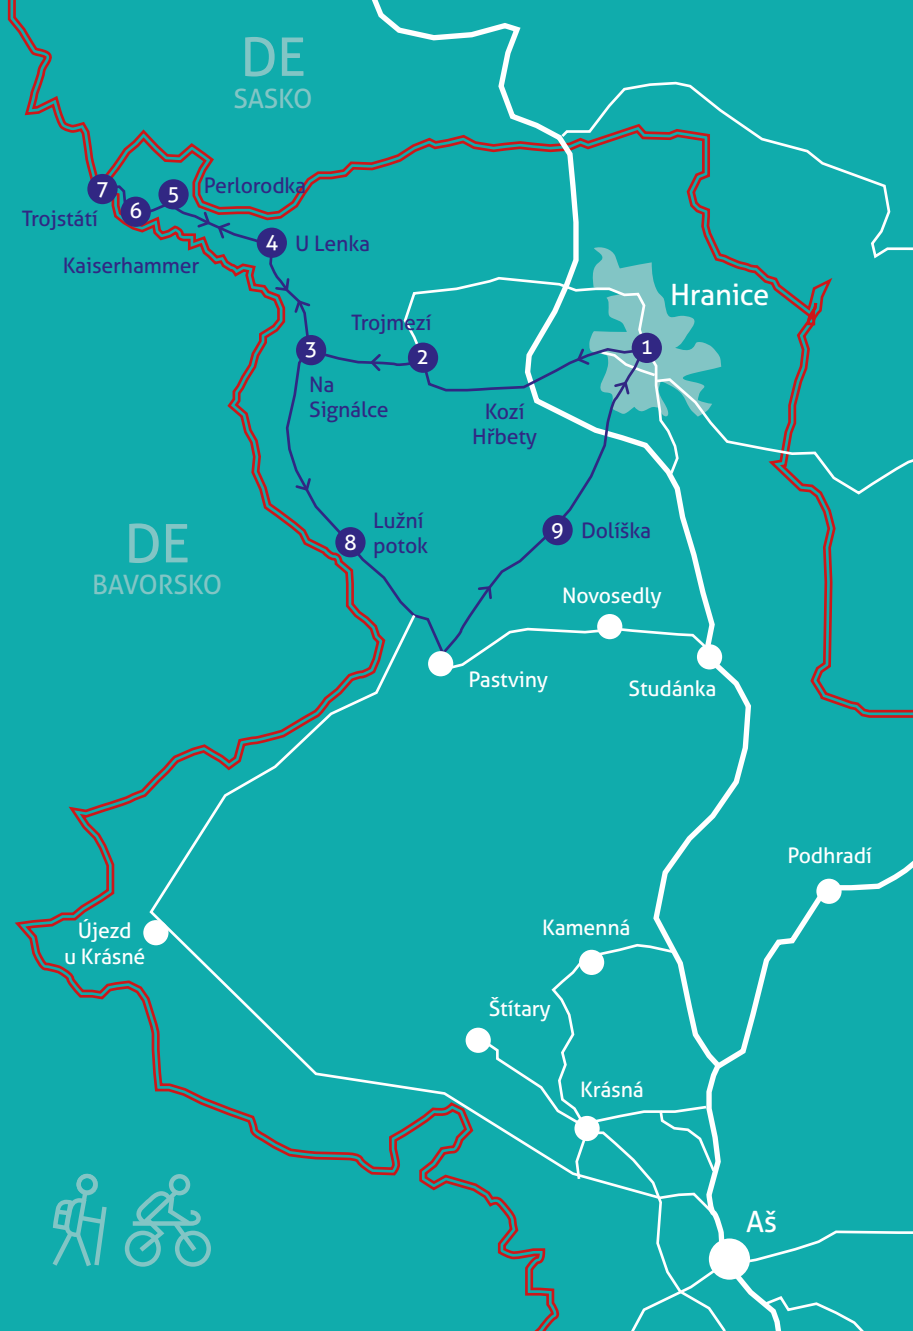 DE
SASKO
7
5
Perlorodka
6
Trojstátí
4
U Lenka
Kaiserhammer
Hranice
Trojmezí
3
2
1
Na
Signálce
Kozí
Hřbety
DE
BAVORSKO
8
Lužní
potok
9
Dolíška
Novosedly
Pastviny
Studánka
Podhradí
Újezd
u Krásné
Kamenná
Štítary
Krásná
Aš